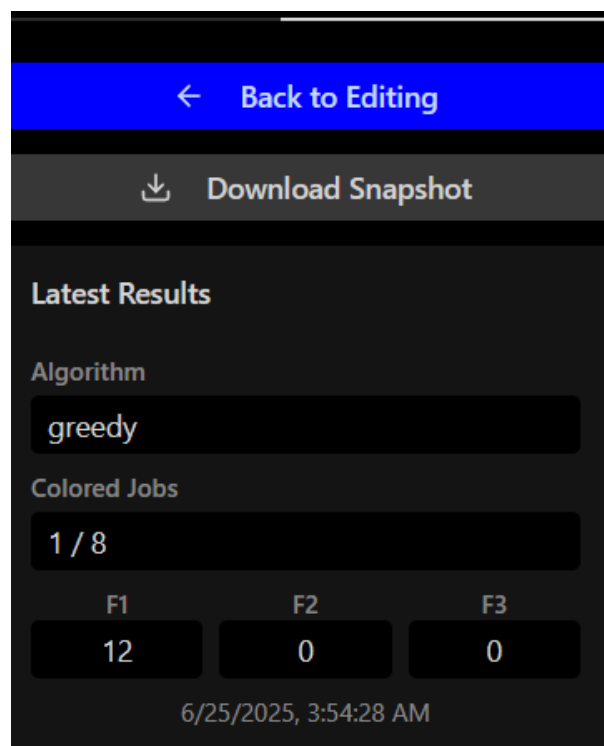 Back to Editing
Download Snapshot
Latest Results
Algorithm
greedy
Colored Jobs
1 / 8
F1 F2 F3
12 0 0
6/25/2025, 3:54:28 AM